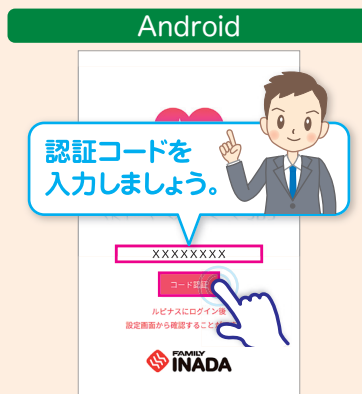 Android
認証コードを
入力しましょう。
XXXXXXXX
コード認証
ルピナスにログイン後
設定画面から確認すること
FAMILY
INADA